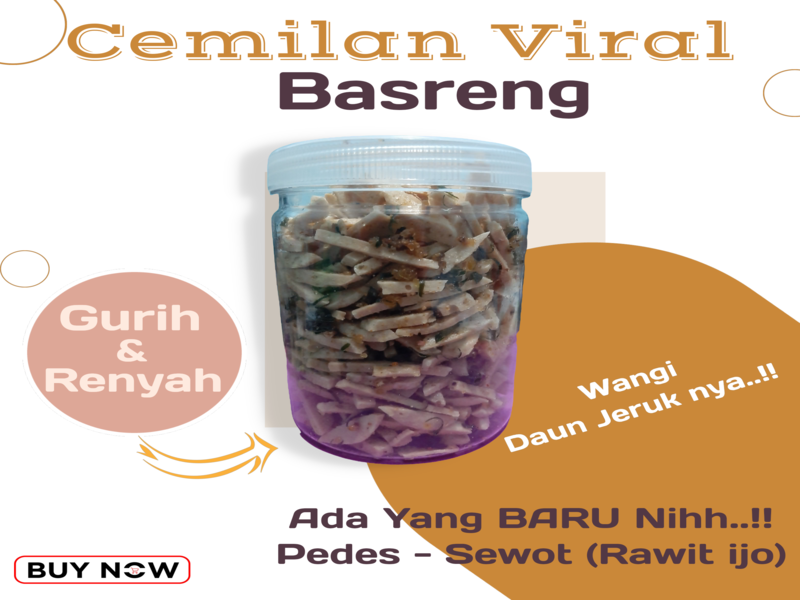 Cemilan Viral
Basreng
Gurih
&
Renyah
Wangi
Daun Jeruk nya..!!
Ada Yang BARU Nihh..!!
Pedes - Sewot (Rawit ijo)
BUY NOW